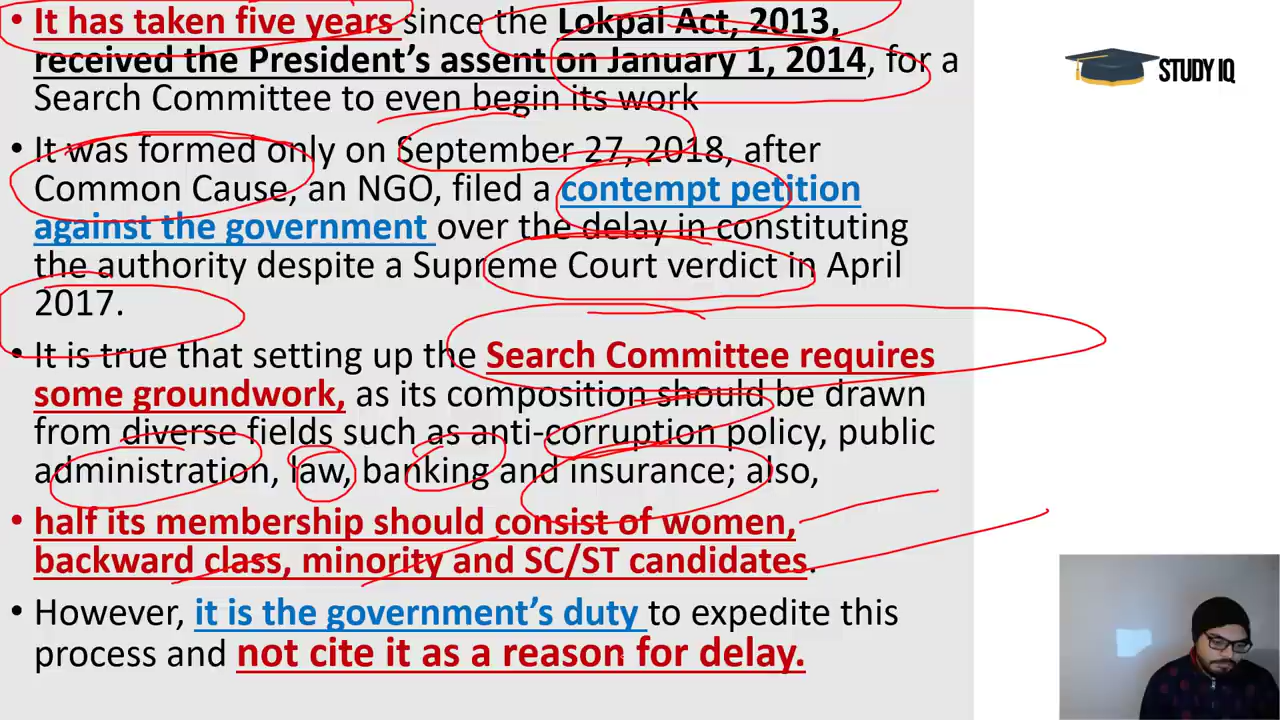 • It has taken five years since the Lokpal Act, 2013,
received the President’s assent on January 1, 2014, for a
Search Committee to even begin its work
• It was formed only on September 27, 2018, after
Common Cause, an NGO, filed a contempt petition
against the government over the delay in constituting
the authority despite a Supreme Court verdict in April
2017.
• It is true that setting up the Search Committee requires
some groundwork, as its composition should be drawn
from diverse fields such as anti-corruption policy, public
administration, law, banking and insurance; also,
• half its membership should consist of women,
backward class, minority and SC/ST candidates.
• However, it is the government’s duty to expedite this
process and not cite it as a reason for delay.
STUDY IQ